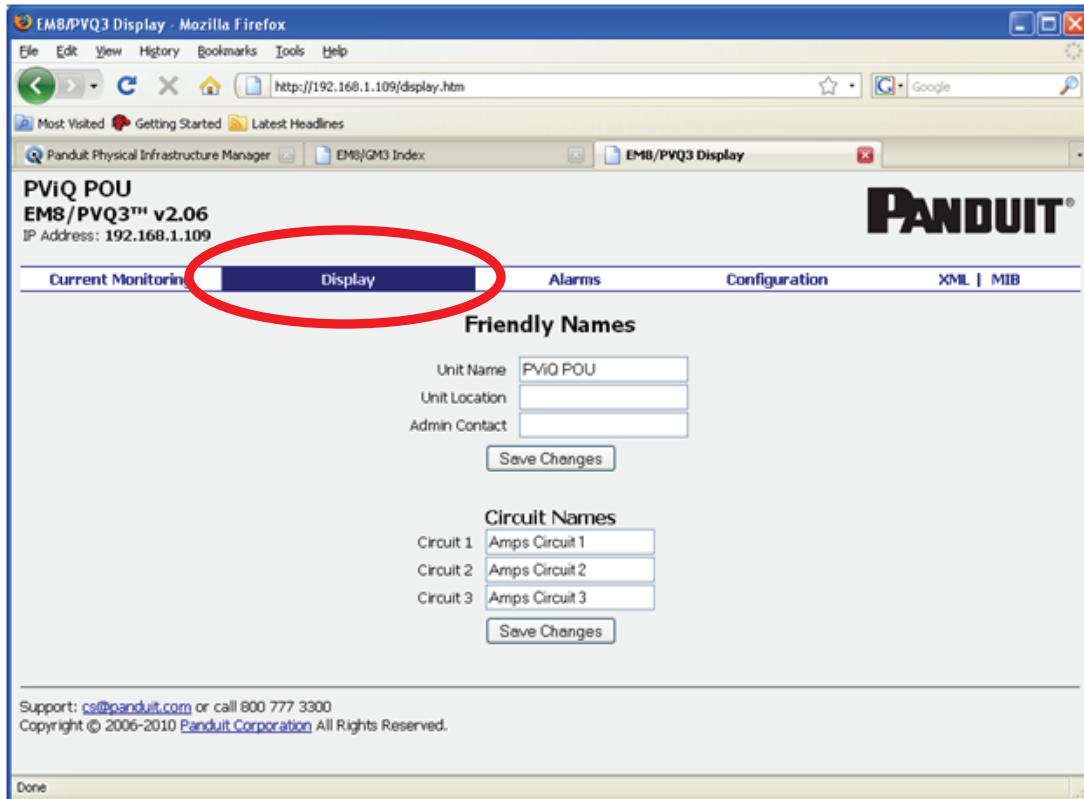 EM8/PVQ3 Display - Mozilla Firefox
File Edit View History Bookmarks Tools Help
http://192.168.1.109/display.htm
G Google
Most Visited Getting Started Latest Headlines
Panduit Physical Infrastructure Manager EM8/GM3 Index EM8/PVQ3 Display
PViQ POU
EM8/PVQ3™ v2.06
IP Address: 192.168.1.109
PANDUIT®
Current Monitoring Display Alarms Configuration XML | MIB
Friendly Names
Unit Name PViQ POU
Unit Location
Admin Contact
Save Changes
Circuit Names
Circuit 1 Amps Circuit 1
Circuit 2 Amps Circuit 2
Circuit 3 Amps Circuit 3
Save Changes
Support: cs@panduit.com or call 800 777 3300
Copyright © 2006-2010 Panduit Corporation All Rights Reserved.
Done